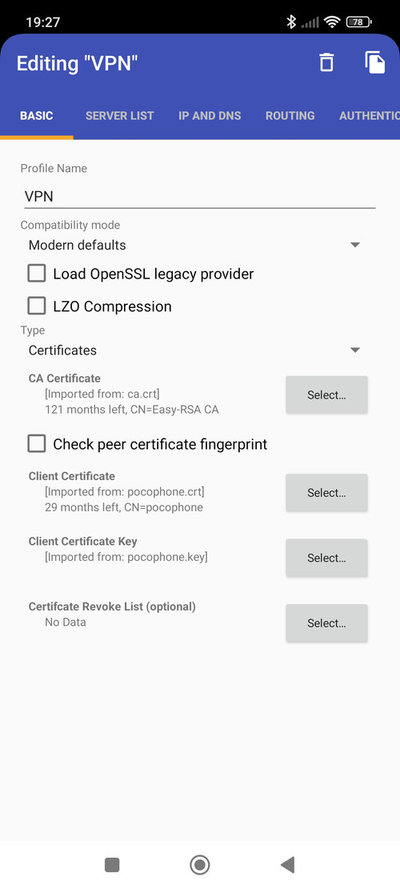 19:27
78
Editing "VPN"
BASIC SERVER LIST IP AND DNS ROUTING AUTHENTIC
Profile Name
VPN
Compatibility mode
Modern defaults
Load OpenSSL legacy provider
LZO Compression
Type
Certificates
CA Certificate
[Imported from: ca.crt]
121 months left, CN=Easy-RSA CA
Select…
Check peer certificate fingerprint
Client Certificate
[Imported from: pocophone.crt]
29 months left, CN=pocophone
Select…
Client Certificate Key
[Imported from: pocophone.key]
Select…
Certifcate Revoke List (optional)
No Data
Select…